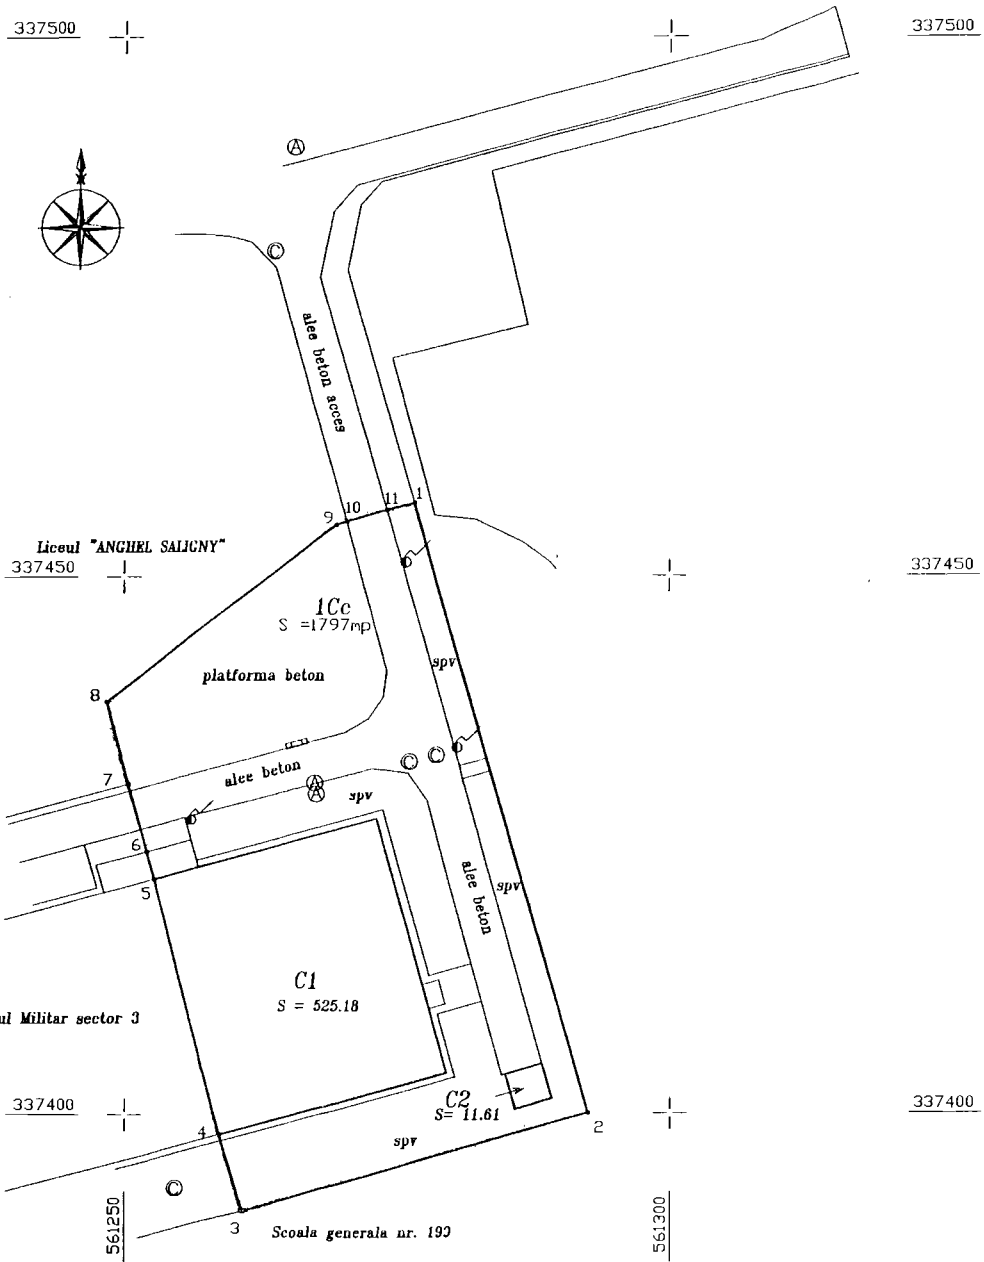 337500
337500
A
C
alee beton acces
1
11
10
9
Liceul "ANGHEL SALIGNY"
337450
337450
1Cc
S =1797mp
spv
platforma beton
8
C C
7
alee beton
A
A
spv
6
5
alee beton
spv
C1
S = 525.18
ul Militar sector 3
C2
S= 11.61
337400
337400
4
spv
2
C
3
Scoala generala nr. 193
561250
561300